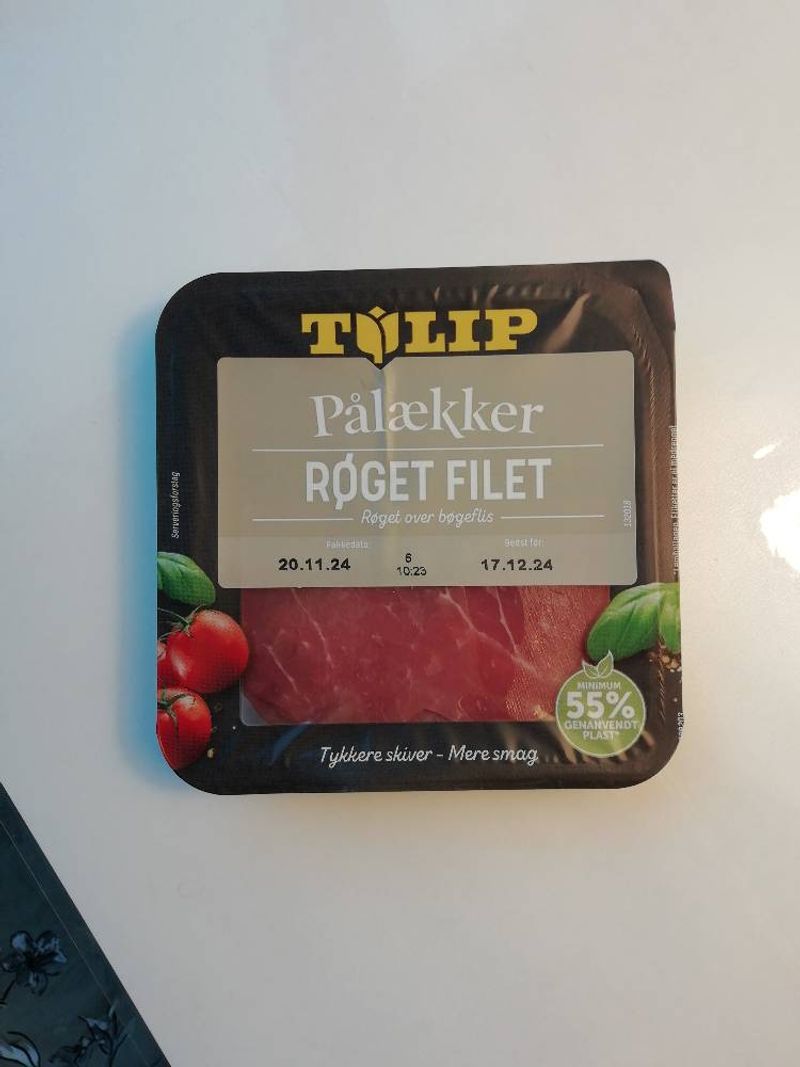 TULIP
Pålækker
RØGET FILET
Røget over bøgeflis
Serveringsforslag
132018
Pakkedato: Bedst før:
20.11.24 6 17.12.24
10:23
MINIMUM
55%
GENANVENDT
PLAST*
Tykkere skiver - Mere smag